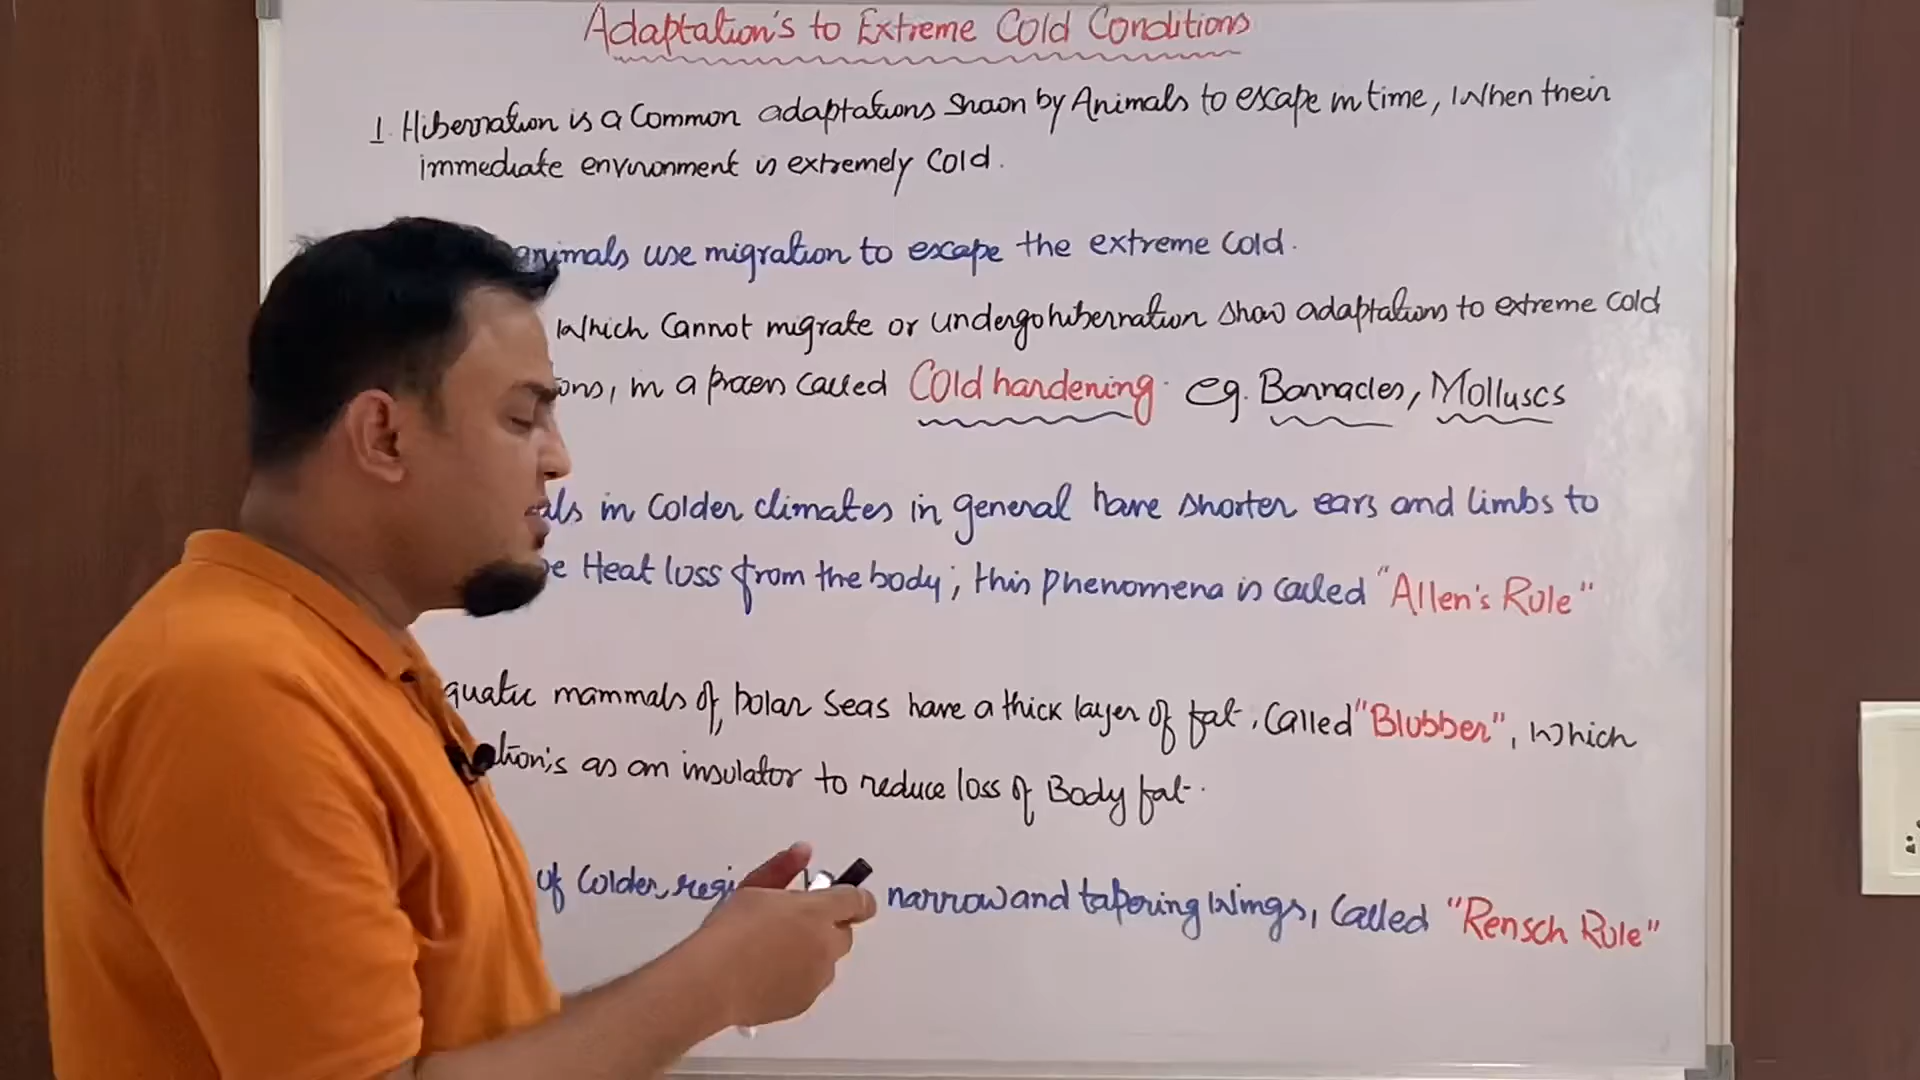 Adaptation's to Extreme Cold Conditions
1. Hibernation is a Common adaptations shown by Animals to escape in time, When their
immediate environment is extremely Cold.
animals use migration to escape the extreme cold.
Which Cannot migrate or undergo hibernation show adaptations to extreme cold
ons, in a process called Cold hardening. eg. Barnacles, Molluscs
als in Colder climates in general have shorter ears and limbs to
Heat loss from the body; this phenomena is called "Allen's Rule"
quatic mammals of polar seas have a thick layer of fat, Called "Blubber", Which
ation's as an insulator to reduce loss of Body fat.
of Colder regi narrow and tapering wings, Called "Rensch Rule"